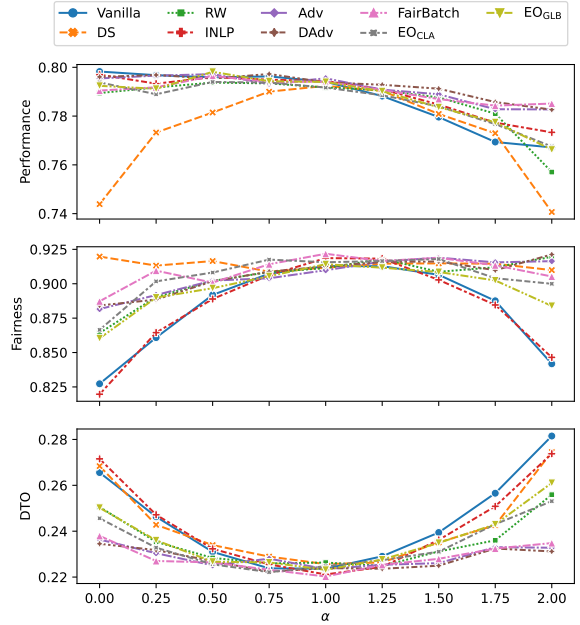 Vanilla RW Adv FairBatch EO_GLB
DS INLP DAdv EO_CLA
Performance
0.80
0.78
0.76
0.74
Fairness
0.925
0.900
0.875
0.850
0.825
DTO
0.28
0.26
0.24
0.22
0.00 0.25 0.50 0.75 1.00 1.25 1.50 1.75 2.00
α